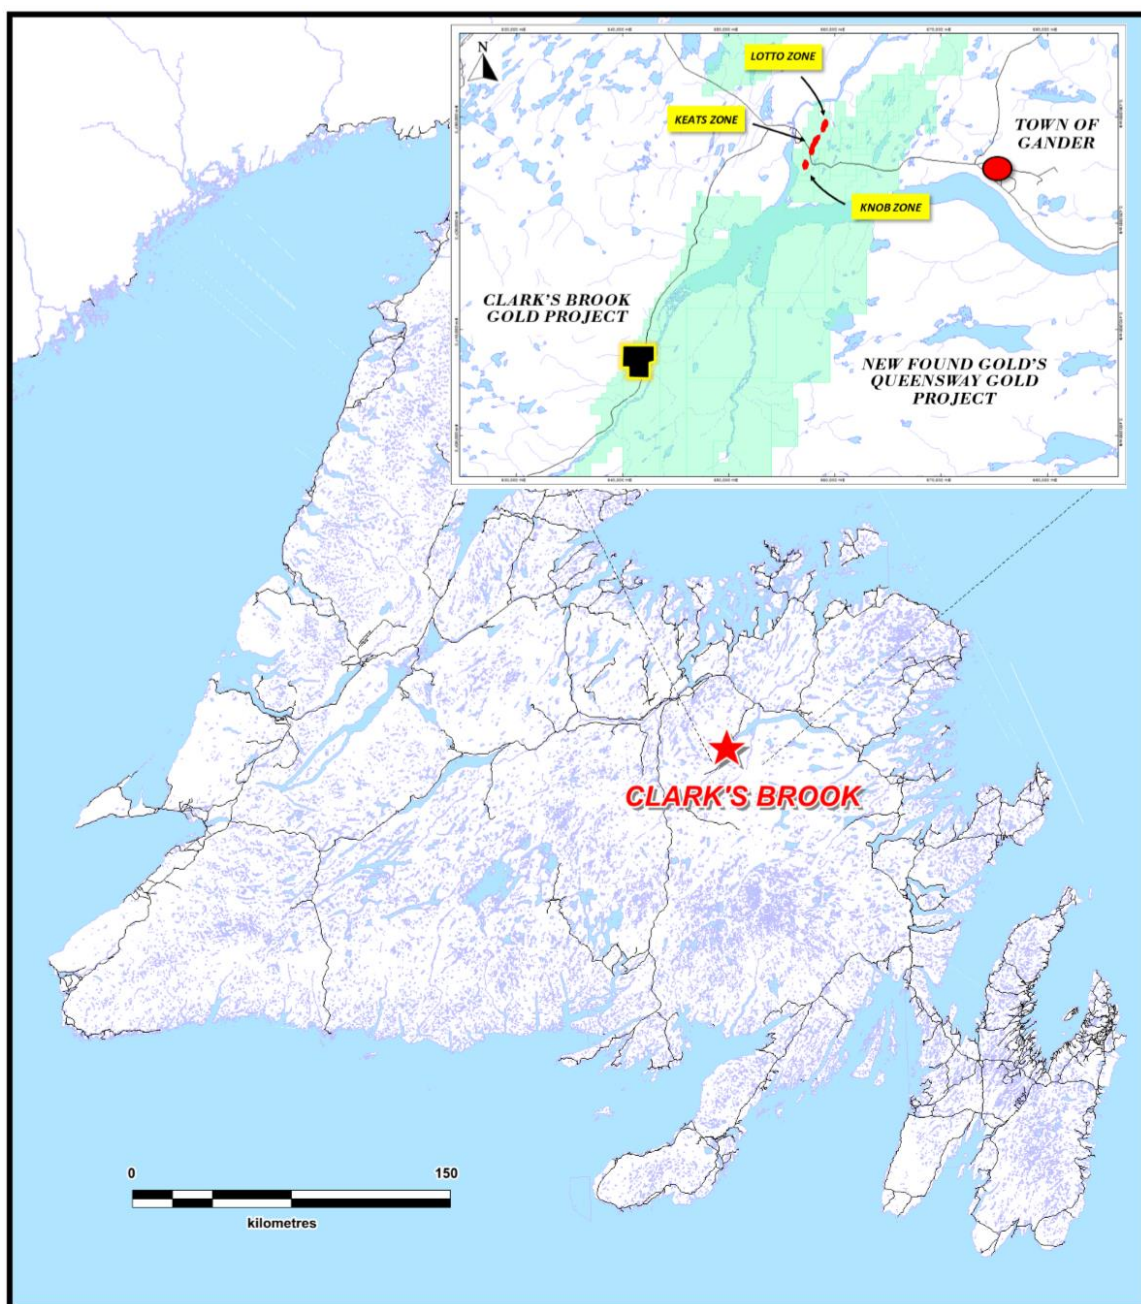 N
LOTTO ZONE
KEATS ZONE
TOWN OF
GANDER
KNOB ZONE
CLARK'S BROOK
GOLD PROJECT
NEW FOUND GOLD'S
QUEENSWAY GOLD
PROJECT
CLARK'S BROOK
0 150
kilometres